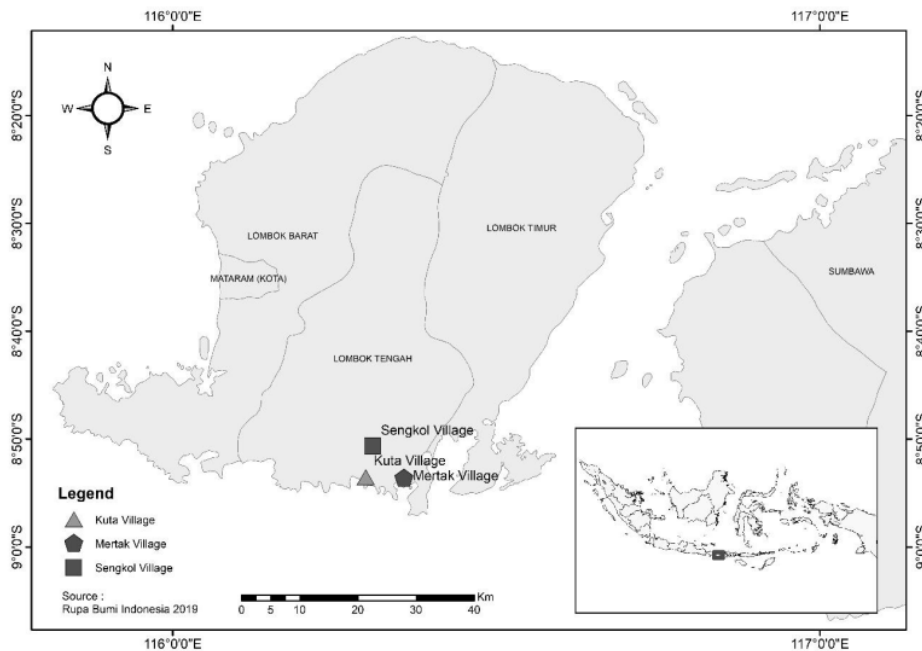 116°0'0"E
117°0'0"E
N
W
E
S
8°20'0"S
8°20'0"S
8°30'0"S
8°30'0"S
LOMBOK BARAT
LOMBOK TIMUR
MATARAM (KOTA)
SUMBAWA
8°40'0"S
8°40'0"S
LOMBOK TENGAH
8°50'0"S
8°50'0"S
Sengkol Village
Kuta Village
Mertak Village
Legend
Kuta Village
Mertak Village
Sengkol Village
9°0'0"S
9°0'0"S
Source :
Rupa Bumi Indonesia 2019
0 5 10 20 30 40
Km
116°0'0"E
117°0'0"E